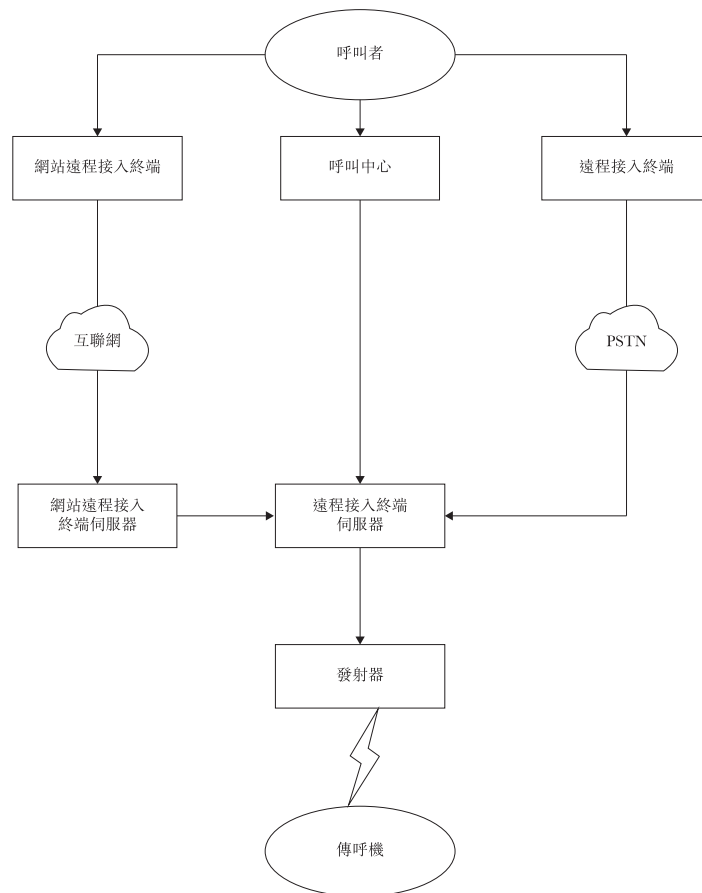 呼叫者
網站遠程接入終端
呼叫中心
遠程接入終端
互聯網
PSTN
網站遠程接入
終端伺服器
遠程接入終端
伺服器
發射器
傳呼機